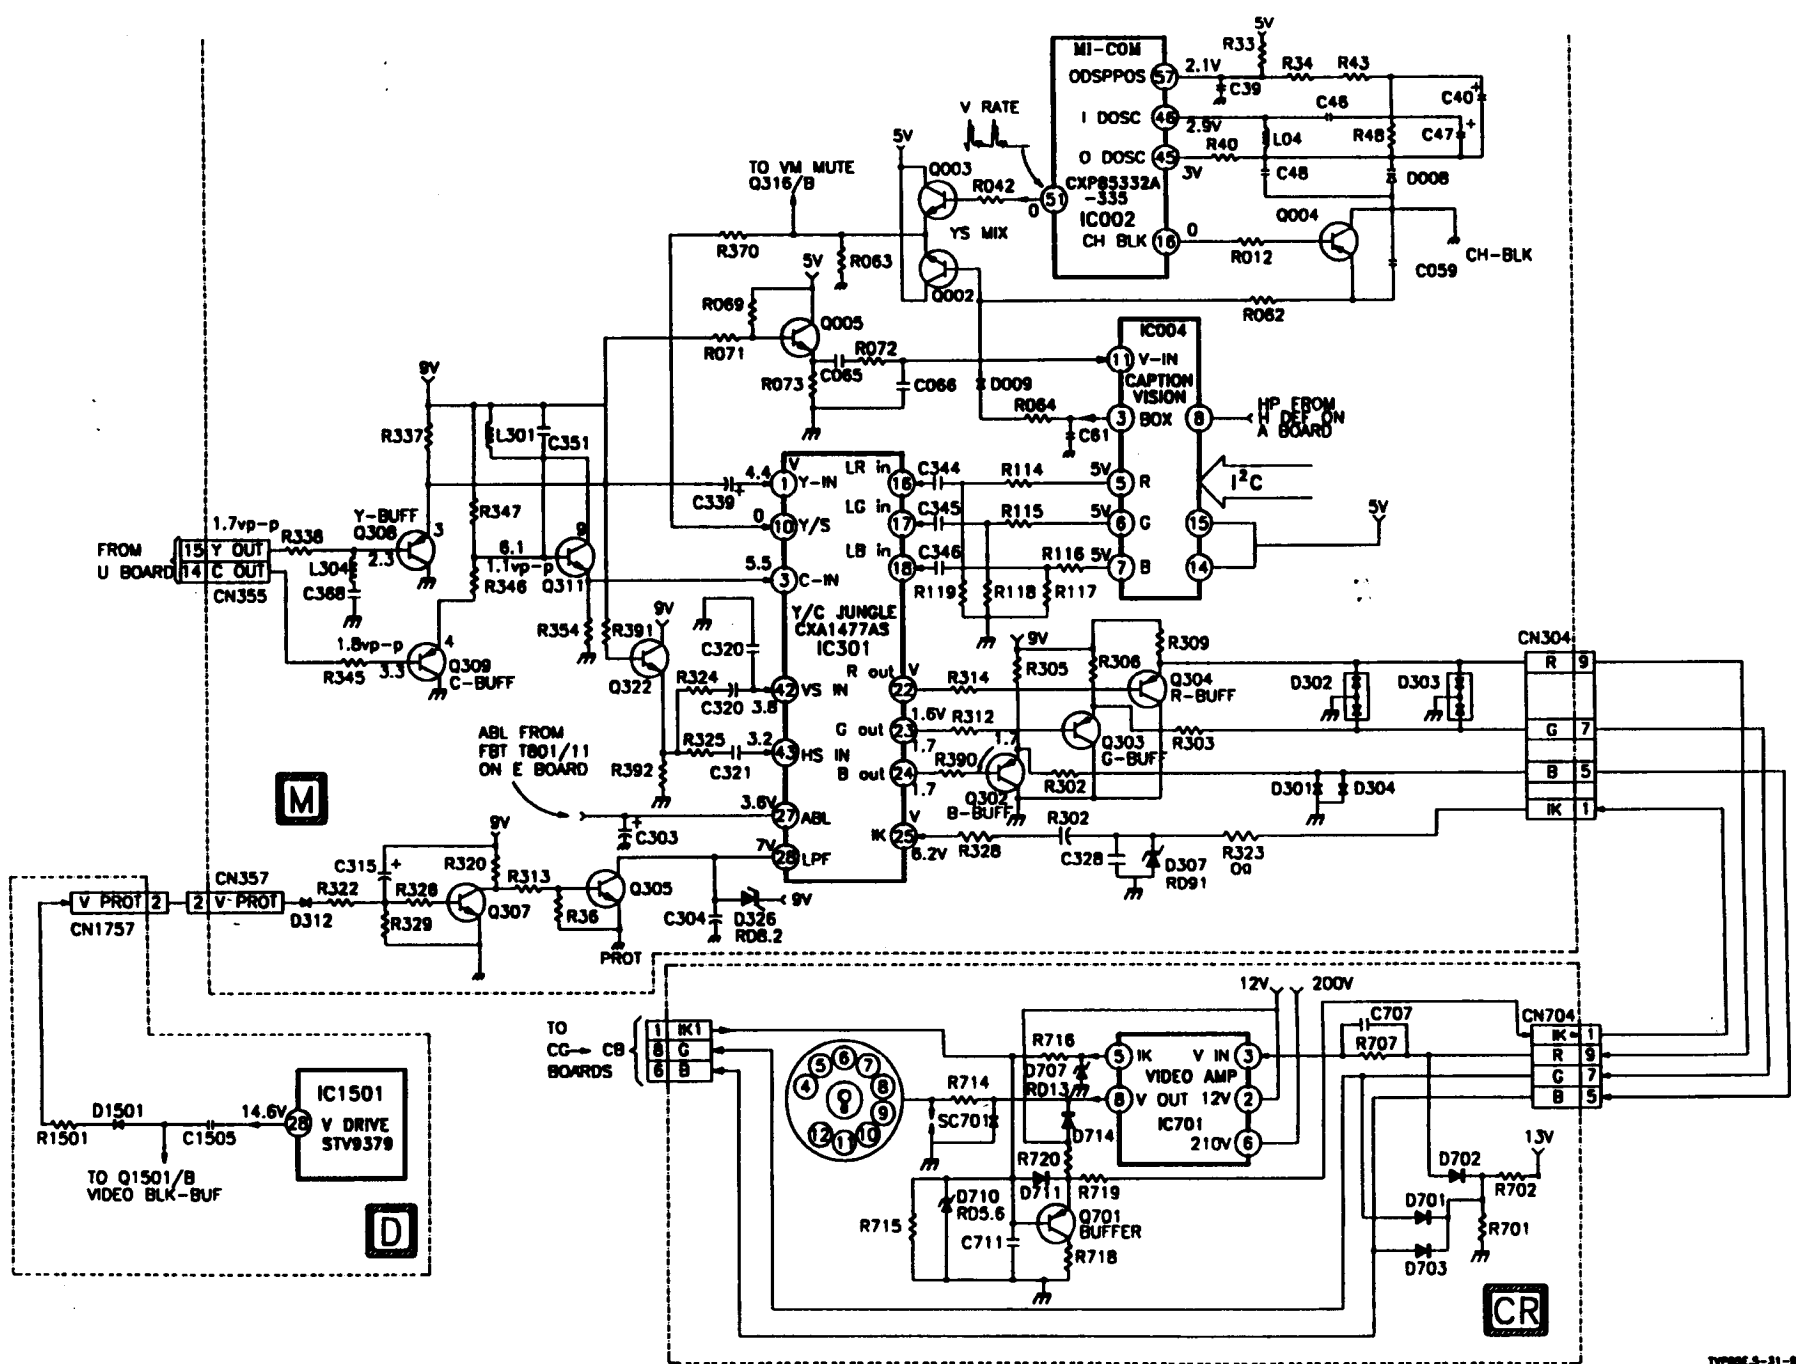 MI-COM
ODSPPOS 57 2.1V
5V
R33
R34
R43
C39
C40 +
C46
I DOSC 46 2.9V
L04
R48
C47 +
O DOSC 45 3V
R40
C48
D008
V RATE
CXP85332A
-335
IC002
51
0
CH BLK 16 0
R012
Q004
C059
CH-BLK
R062
5V
Q003
R042
YS MIX
Q002
TO VM MUTE
Q316/B
R370
R063
5V
R069
Q005
R071
R072
C065
R073
C066
D009
IC004
11 V-IN
CAPTION
VISION
R064
C61
3 BOX 8
HP FROM
H DEF ON
A BOARD
I²C
5V 5 R
5V 6 G 15
5V 7 B 14
5V
9V
R337
L301
C351
R347
C339 +
4.4
V
1 Y-IN
LR in 16
C344
R114
0
10 Y/S
LG in 17
C345
R115
LB in 18
C346
R116
R119
R118
R117
5.5
3 C-IN
Y/C JUNGLE
CXA1477AS
IC301
FROM
U BOARD
1.7vp-p
15 Y OUT
14 C OUT
CN355
R338
Y-BUFF
Q308
2.3
3
L304
C368
6.1
1.1vp-p
9
Q311
R346
R354
R391
1.8vp-p
R345
3.3
4
Q309
C-BUFF
9V
Q322
C320
R324
C320
3.8
42 VS IN
R325
C321
3.2
43 HS IN
R392
R out 22 V
R314
G out 23 1.6V
R312
1.7
B out 24
R390
1.7
1.7
9V
R305
R306
R309
Q304
R-BUFF
Q303
G-BUFF
R303
Q302
B-BUFF
R302
D302
D303
D301
D304
CN304
R 9
G 7
B 5
IK 1
ABL FROM
FBT T801/11
ON E BOARD
3.6V
27 ABL
C303 +
7V
28 LPF
IK 25 V
6.2V
R328
R302
C328
D307
RD91
R323
M
9V
C315 +
R320
R313
Q305
CN357
2 V PROT
V PROT 2
CN1757
D312
R322
R326
R329
Q307
R36
PROT
C304
D326
RD8.2
9V
IC1501
V DRIVE
STV9379
28
14.6V
D1501
R1501
C1505
TO Q1501/B
VIDEO BLK-BUF
D
TO
CG→ CB
BOARDS
1 IK1
8 G
6 B
4
5
6
7
8
9
10
11
12
12V
200V
R716
D707
RD13
5 IK
V IN 3
VIDEO AMP
8 V OUT
12V 2
IC701
210V 6
R714
SC701
D714
R720
D711
R719
D710
RD5.6
R715
C711
Q701
BUFFER
R718
C707
R707
CN704
IK 1
R 9
G 7
B 5
13V
D702
R702
D701
R701
D703
CR